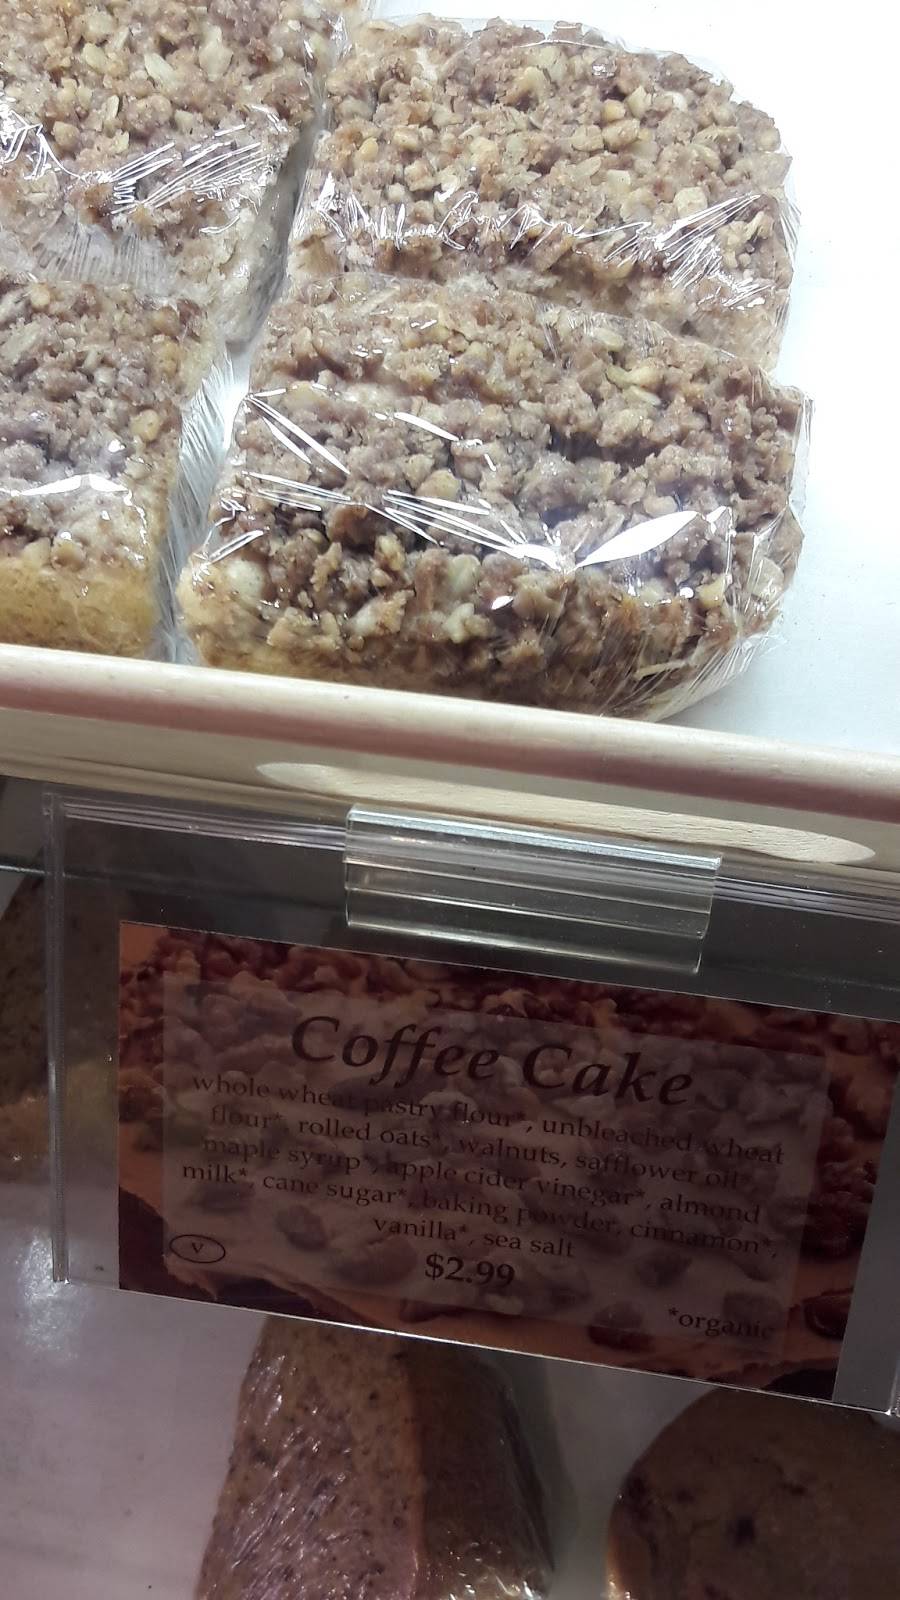 Coffee Cake
whole wheat pastry flour*, unbleached wheat
flour*, rolled oats*, walnuts, safflower oil*,
maple syrup*, apple cider vinegar*, almond
milk*, cane sugar*, baking powder, cinnamon*,
vanilla*, sea salt
V
$2.99
*organic